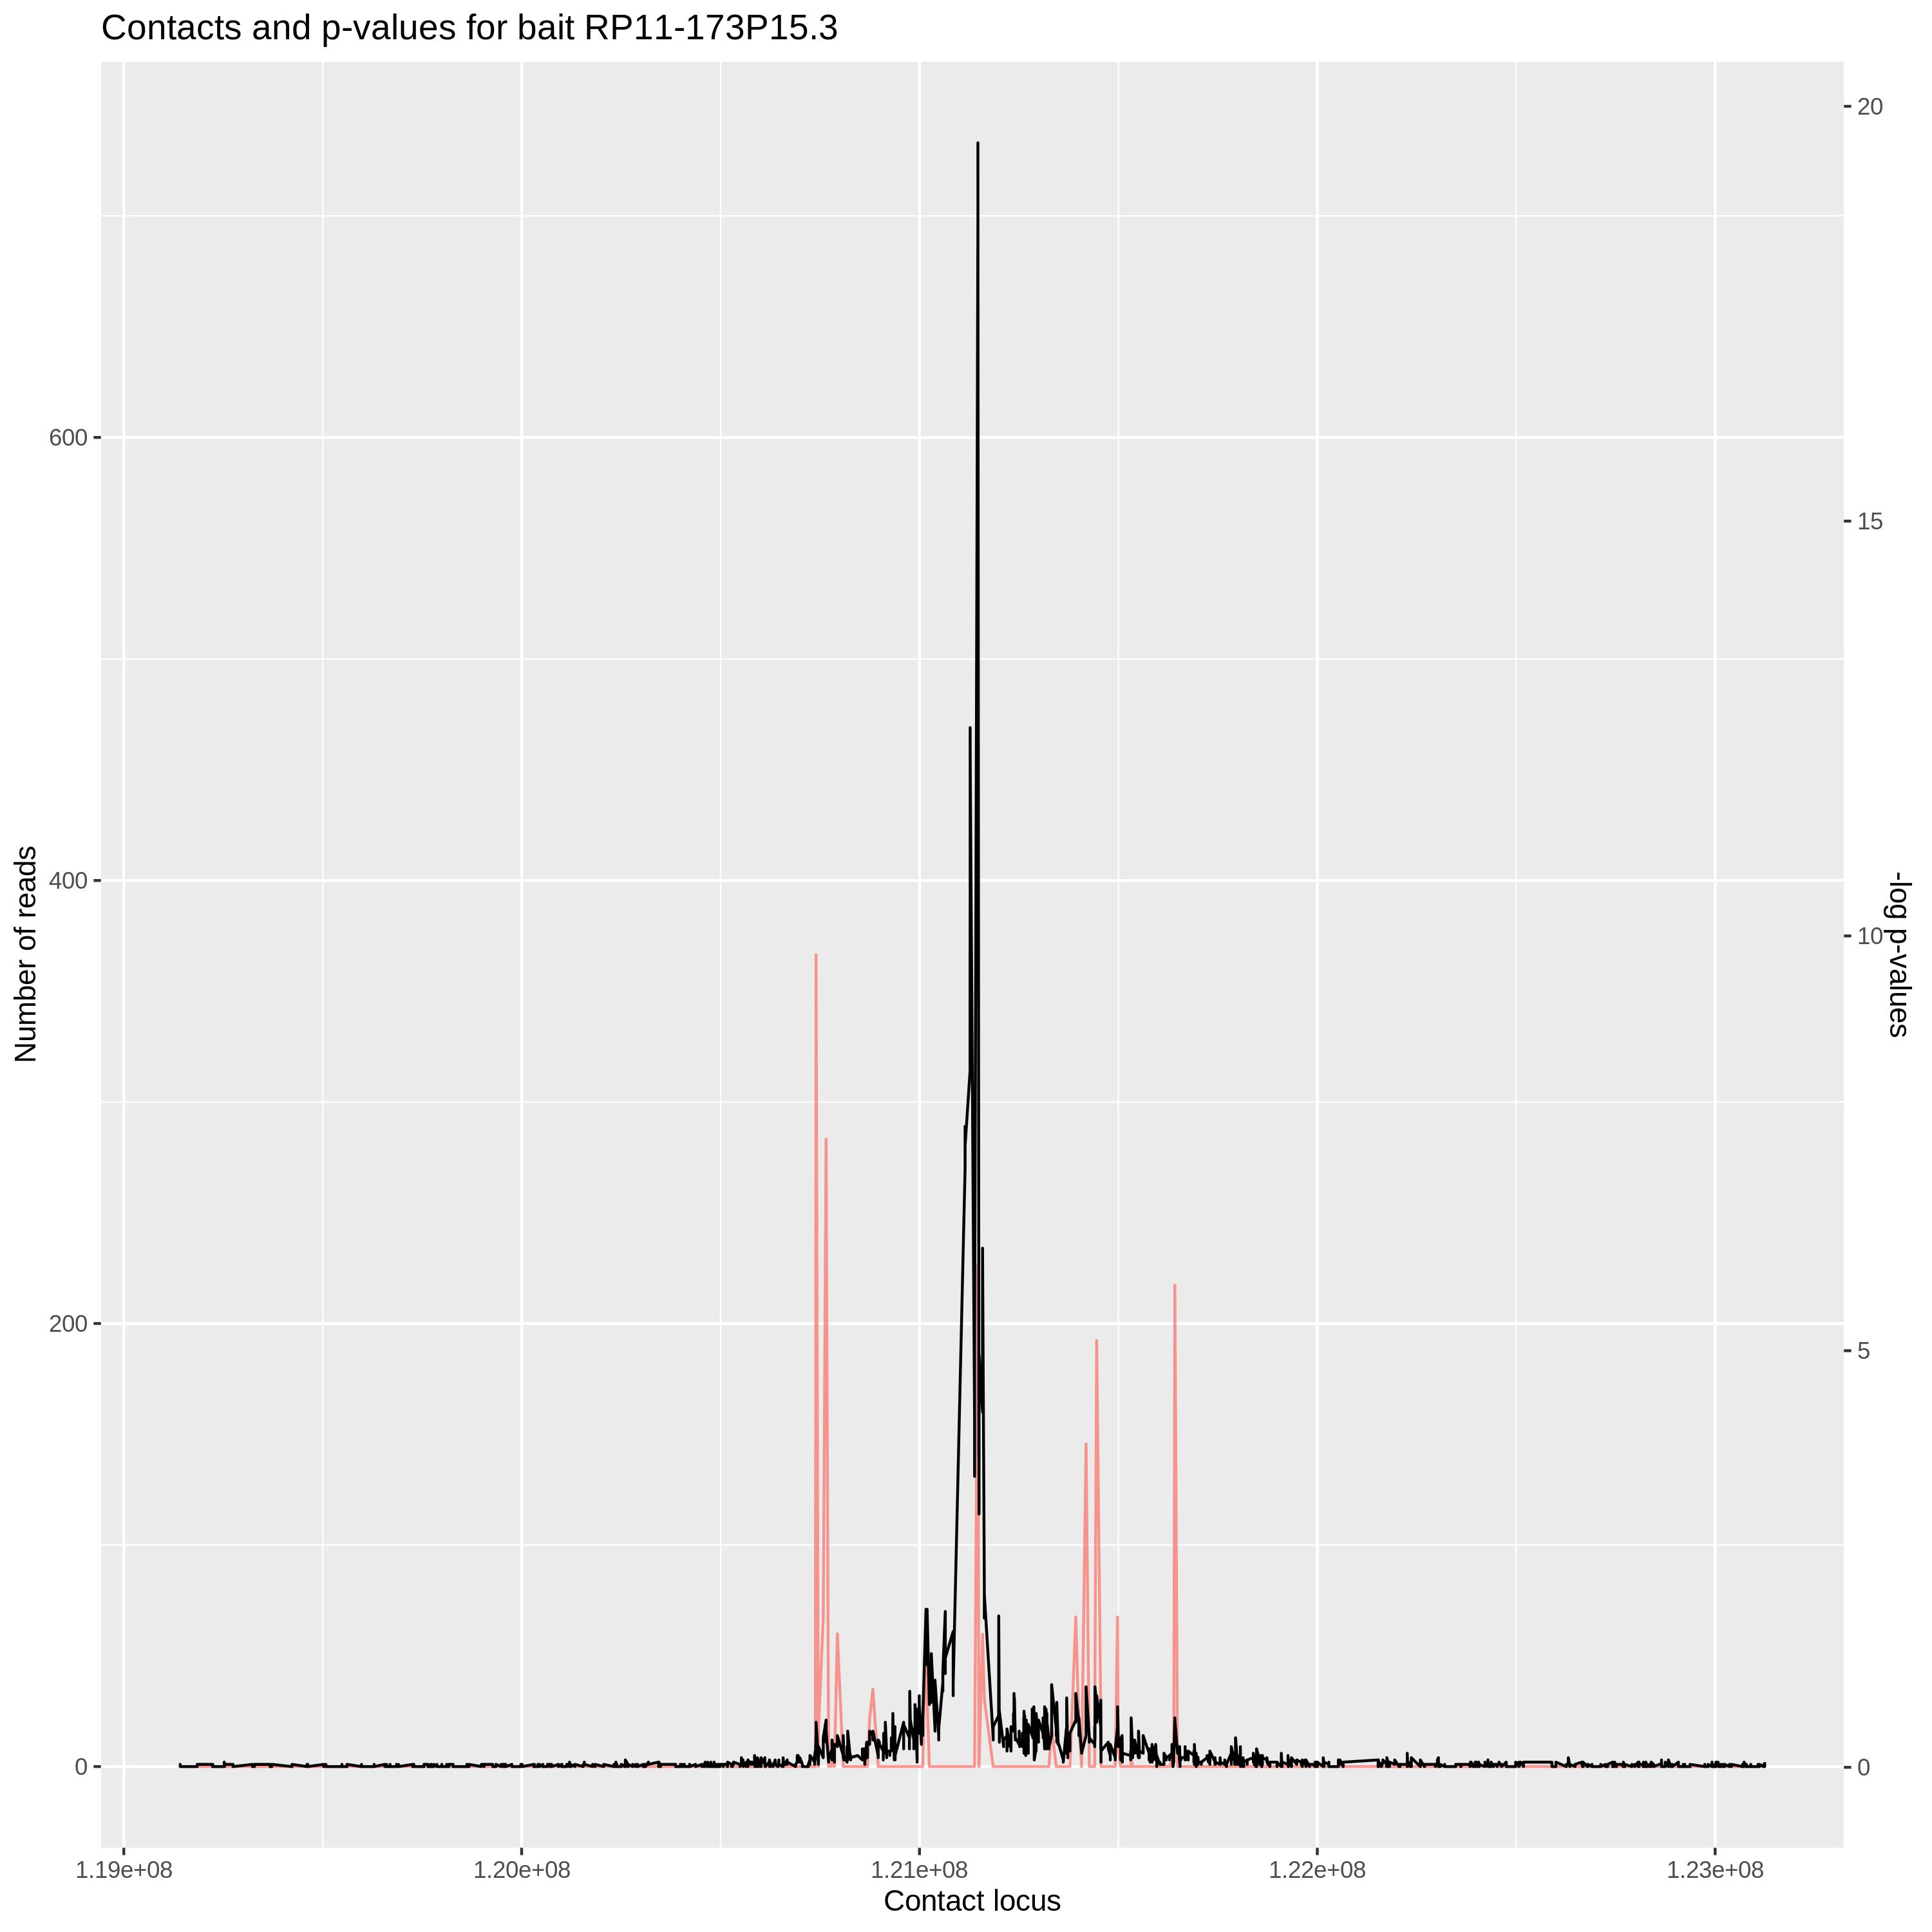 Contacts and p-values for bait RP11-173P15.3
Number of reads
600
400
200
0
20
15
10
5
0
-log p-values
1.19e+08 1.20e+08 1.21e+08 1.22e+08 1.23e+08
Contact locus